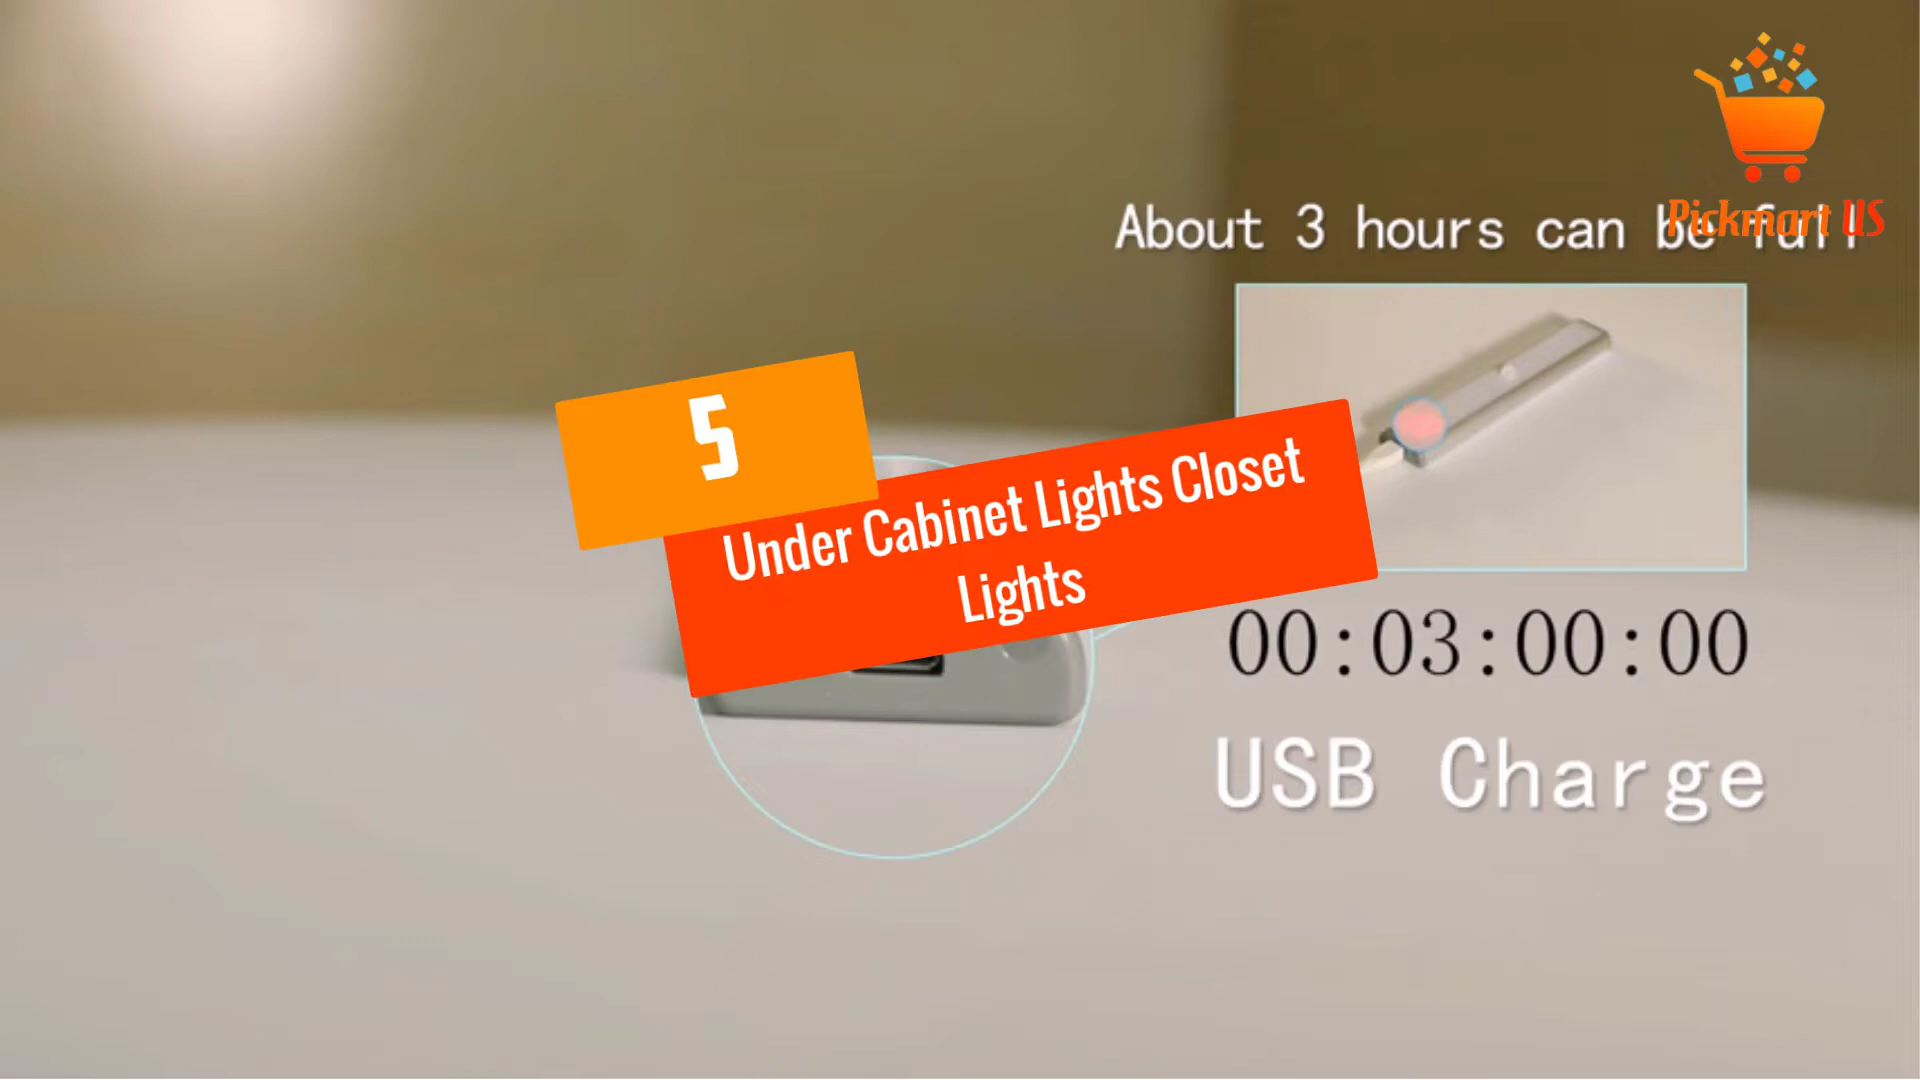 Pickmart US
About 3 hours can be full
5
Under Cabinet Lights Closet
Lights
00:03:00:00
USB Charge